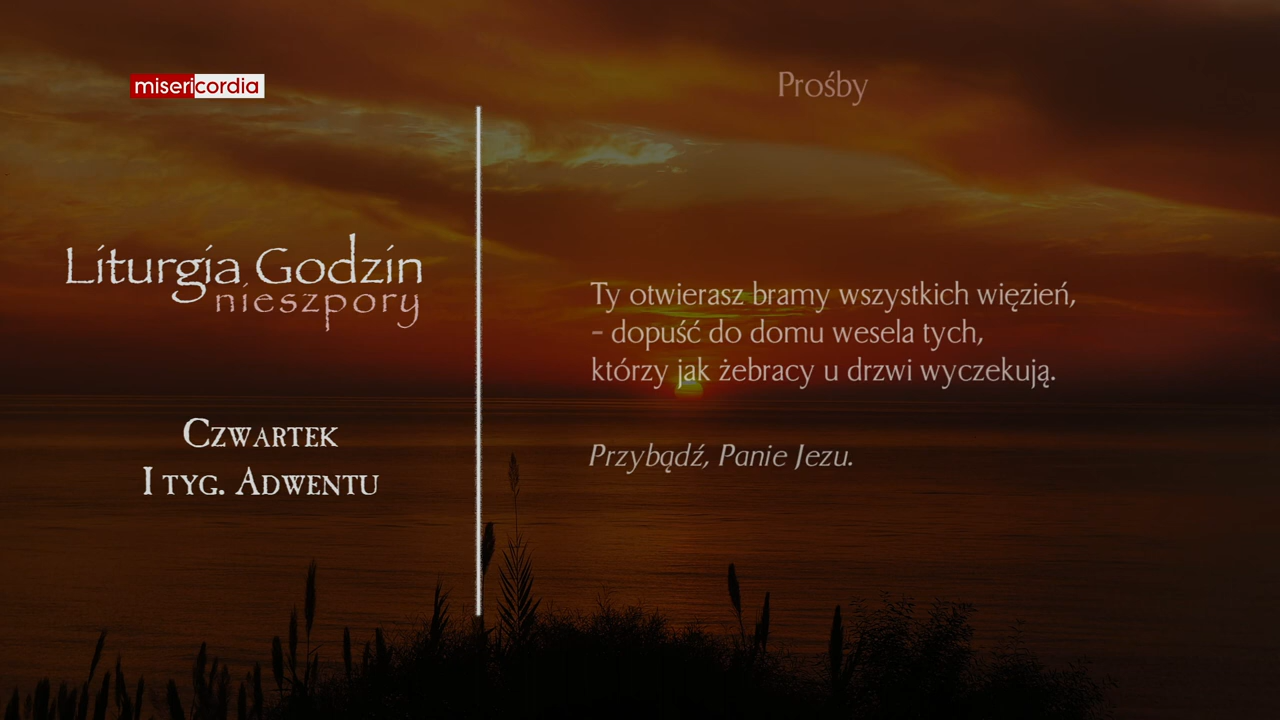 misericordia
Liturgia Godzin
nieszpory
Czwartek
I tyg. Adwentu
Prośby
Ty otwierasz bramy wszystkich więzień,
– dopuść do domu wesela tych,
którzy jak żebracy u drzwi wyczekują.
Przybądź, Panie Jezu.